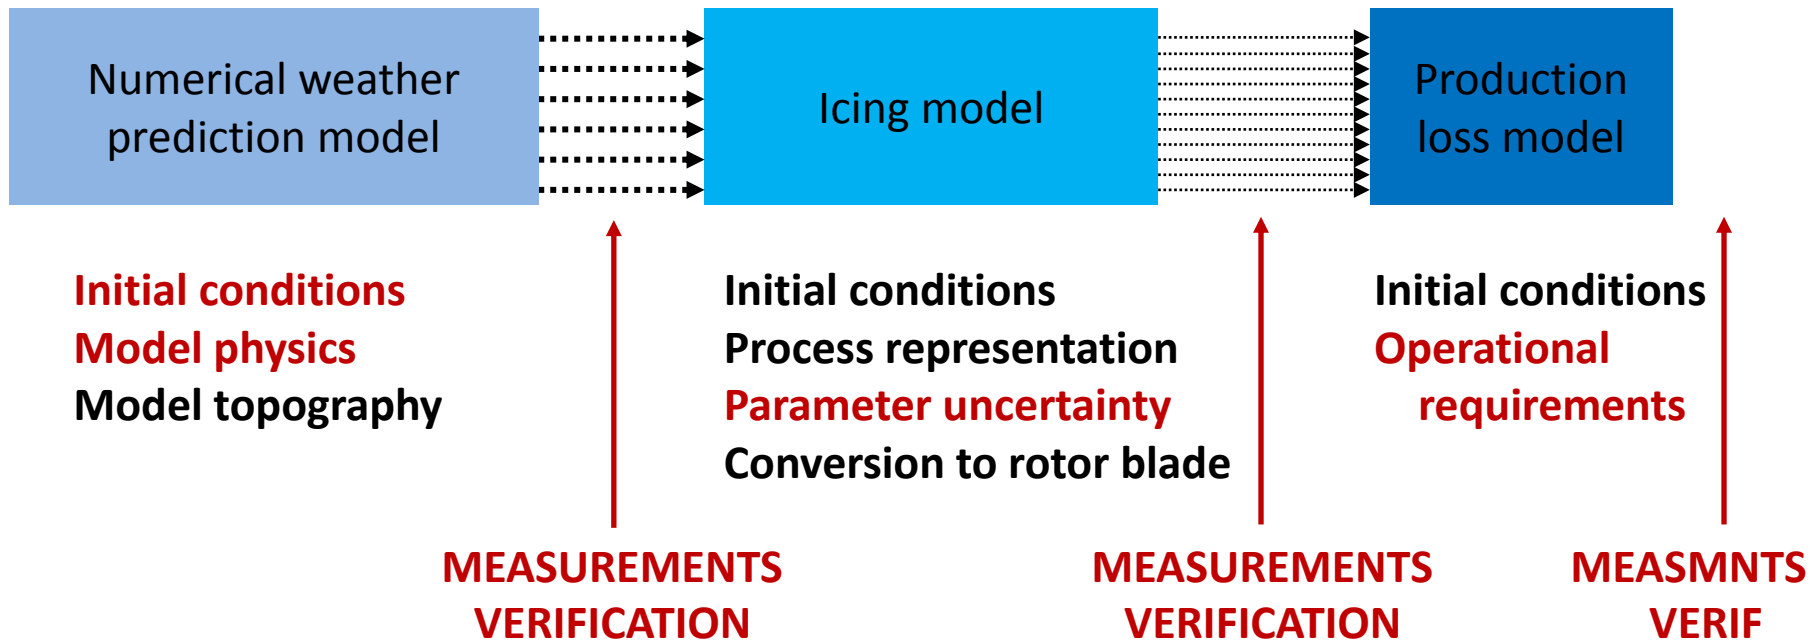 Numerical weather
prediction model
Icing model
Production
loss model
Initial conditions
Model physics
Model topography
Initial conditions
Process representation
Parameter uncertainty
Conversion to rotor blade
Initial conditions
Operational
requirements
MEASUREMENTS
VERIFICATION
MEASUREMENTS
VERIFICATION
MEASMNTS
VERIF